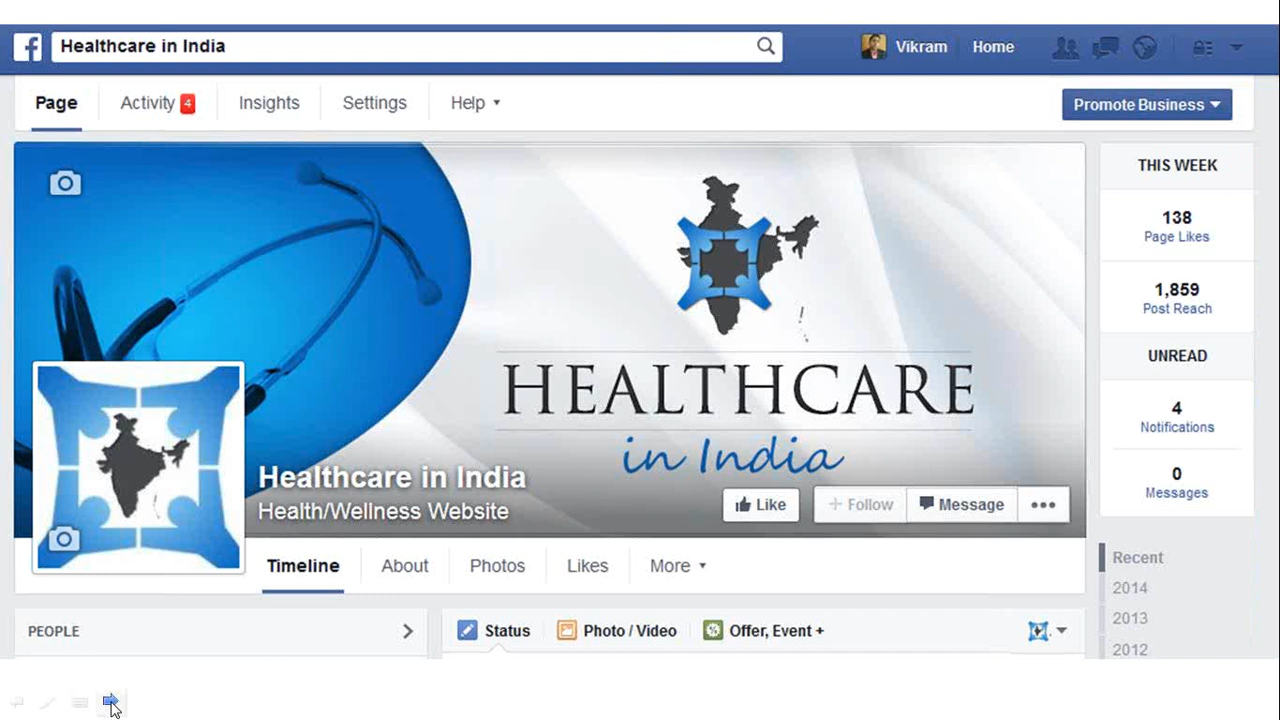 Healthcare in India
Vikram Home
Page Activity 4 Insights Settings Help
Promote Business
THIS WEEK
138
Page Likes
1,859
Post Reach
UNREAD
4
Notifications
0
Messages
HEALTHCARE
in India
Healthcare in India
Health/Wellness Website
Like + Follow Message
Timeline About Photos Likes More
Recent
2014
2013
2012
PEOPLE
Status Photo / Video Offer, Event +